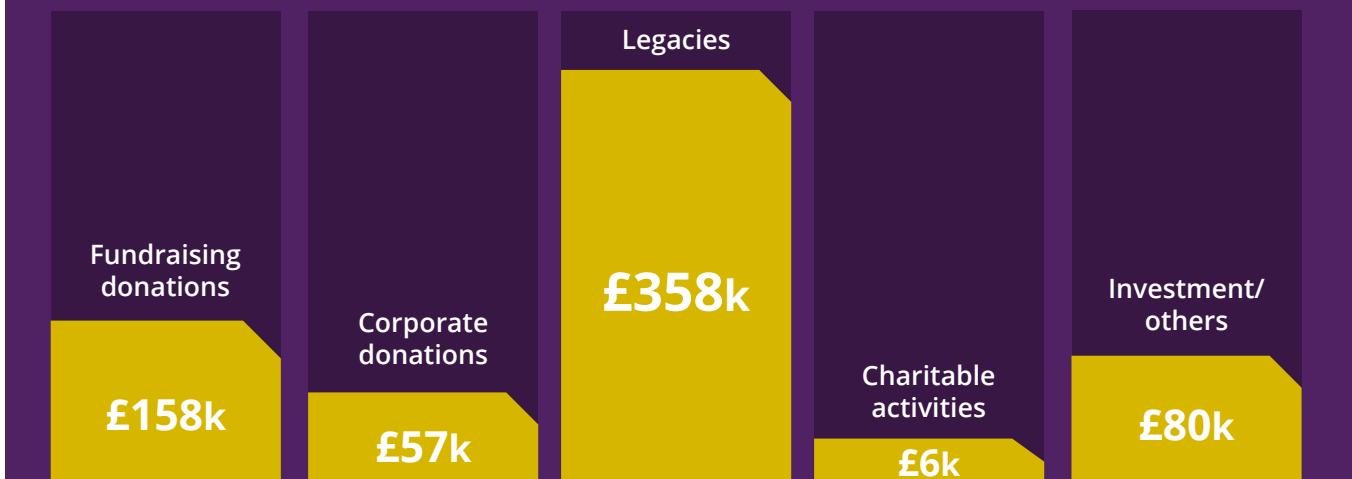 Fundraising
donations
£158k
Corporate
donations
£57k
Legacies
£358k
Charitable
activities
£6k
Investment/
others
£80k